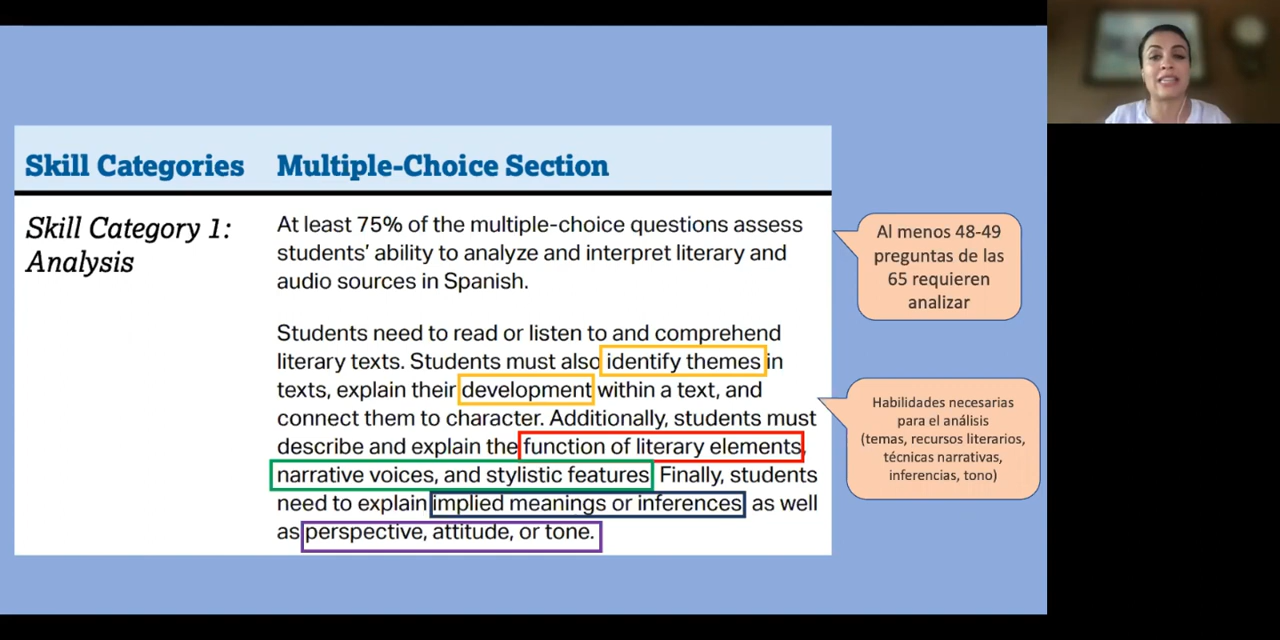 Skill Categories
Multiple-Choice Section
Skill Category 1:
Analysis
At least 75% of the multiple-choice questions assess
students’ ability to analyze and interpret literary and
audio sources in Spanish.
Students need to read or listen to and comprehend
literary texts. Students must also identify themes in
texts, explain their development within a text, and
connect them to character. Additionally, students must
describe and explain the function of literary elements,
narrative voices, and stylistic features. Finally, students
need to explain implied meanings or inferences as well
as perspective, attitude, or tone.
Al menos 48-49
preguntas de las
65 requieren
analizar
Habilidades necesarias
para el análisis
(temas, recursos literarios,
técnicas narrativas,
inferencias, tono)